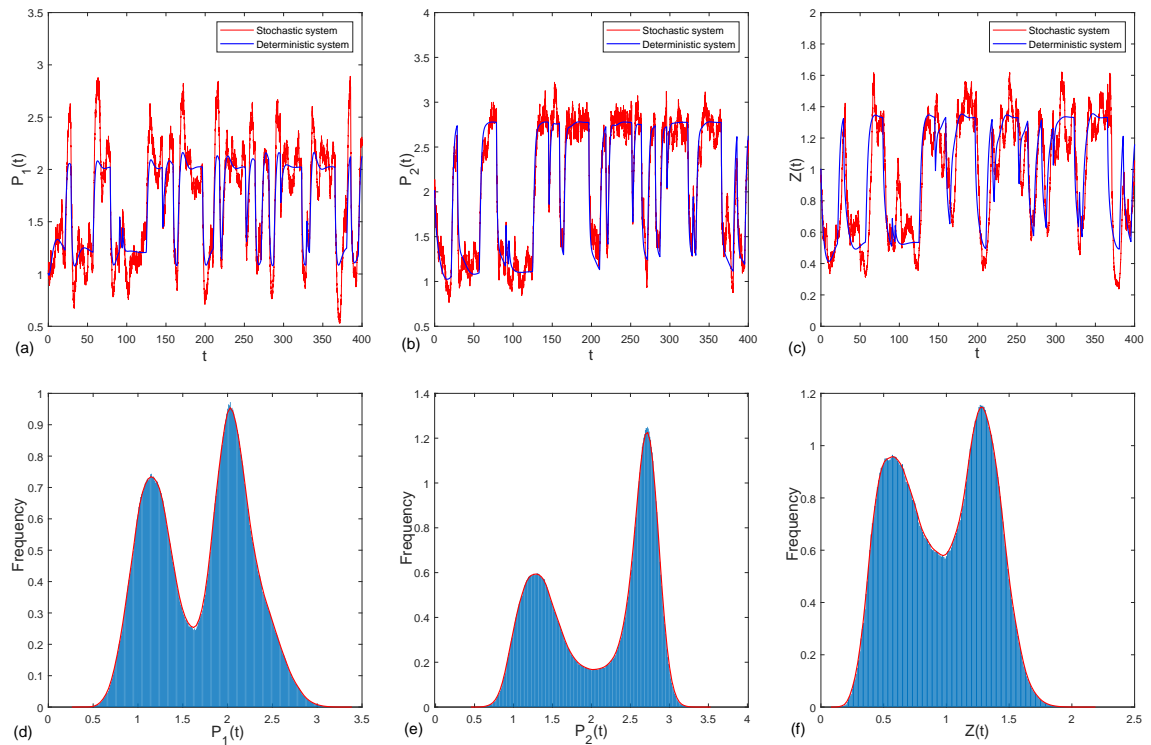 3.5
3
2.5
2
1.5
1
0.5
P1(t)
Stochastic system
Deterministic system
0 50 100 150 200 250 300 350 400
(a)
t
4
3.5
3
2.5
2
1.5
1
0.5
P2(t)
Stochastic system
Deterministic system
0 50 100 150 200 250 300 350 400
(b)
t
2
1.8
1.6
1.4
1.2
1
0.8
0.6
0.4
0.2
0
Z(t)
Stochastic system
Deterministic system
0 50 100 150 200 250 300 350 400
(c)
t
1
0.9
0.8
0.7
0.6
0.5
0.4
0.3
0.2
0.1
0
Frequency
0 0.5 1 1.5 2 2.5 3 3.5
(d)
P1(t)
1.4
1.2
1
0.8
0.6
0.4
0.2
0
Frequency
0 0.5 1 1.5 2 2.5 3 3.5 4
(e)
P2(t)
1.2
1
0.8
0.6
0.4
0.2
0
Frequency
0 0.5 1 1.5 2 2.5
(f)
Z(t)